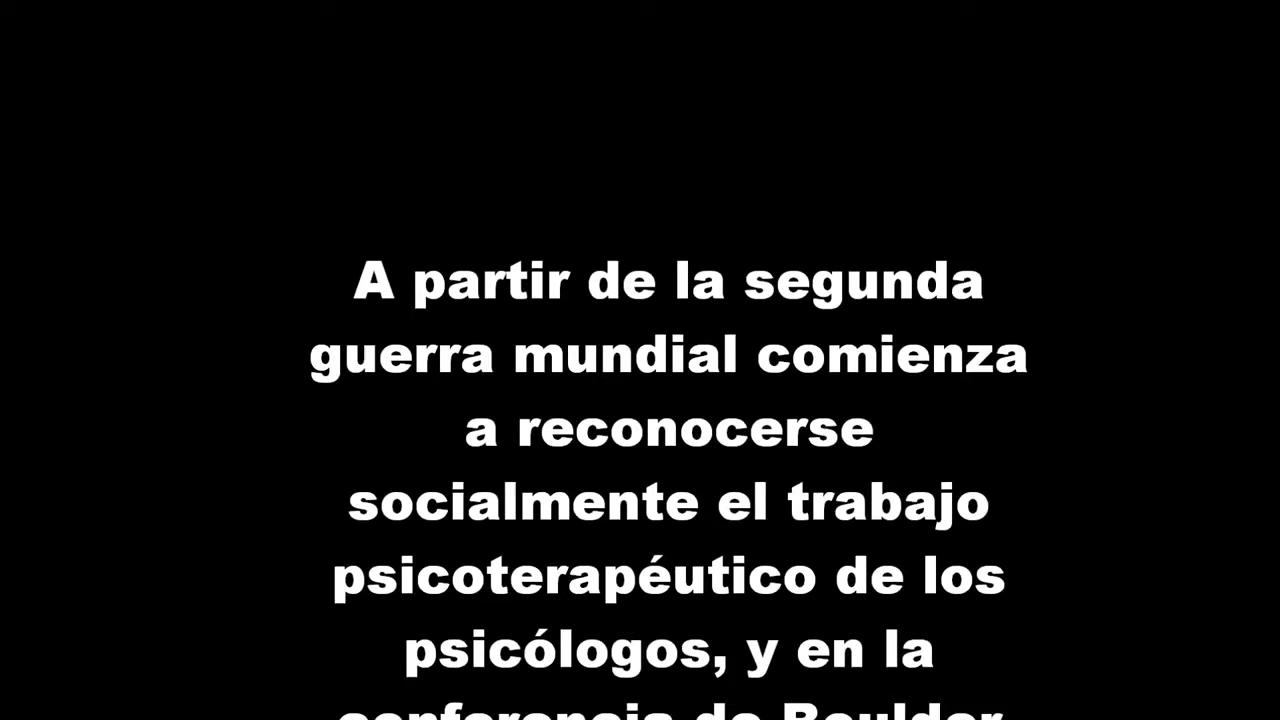 A partir de la segunda
guerra mundial comienza
a reconocerse
socialmente el trabajo
psicoterapéutico de los
psicólogos, y en la
conferencia de Boulder